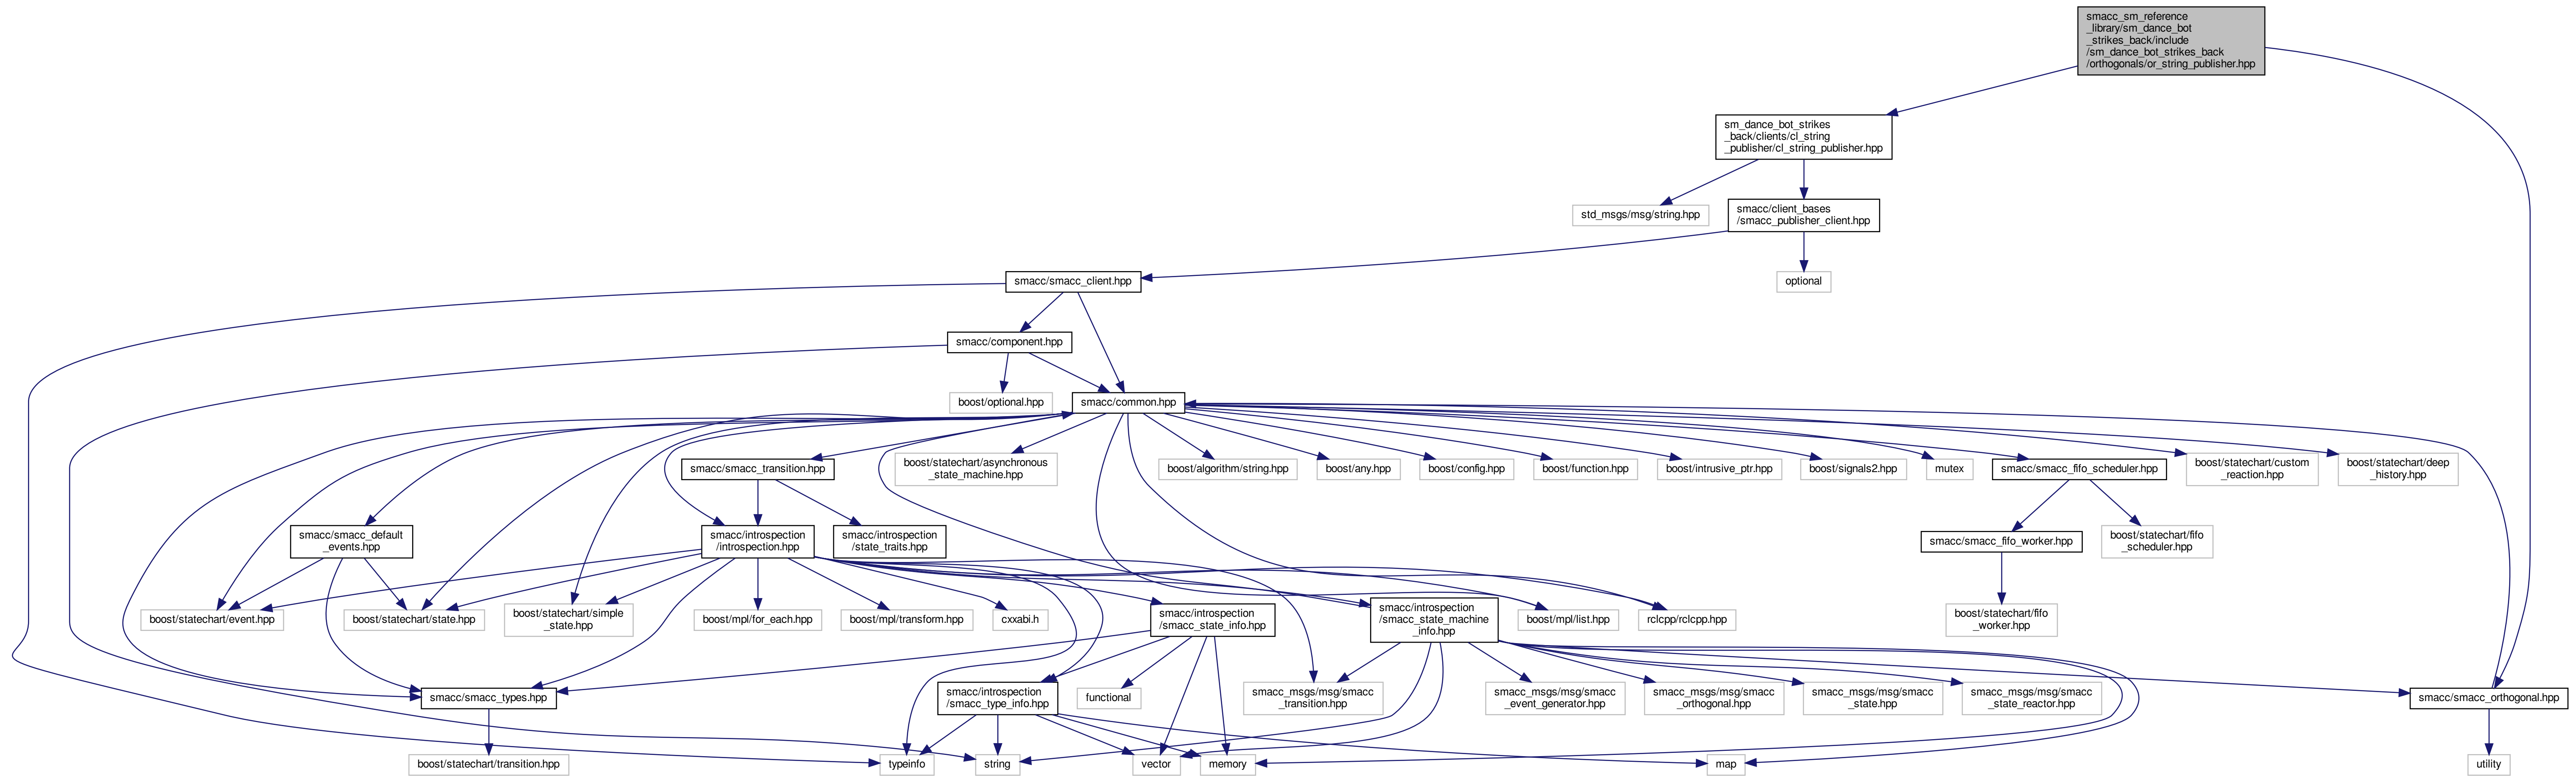 smacc_sm_reference
_library/sm_dance_bot
_strikes_back/include
/sm_dance_bot_strikes_back
/orthogonals/or_string_publisher.hpp
sm_dance_bot_strikes
_back/clients/cl_string
_publisher/cl_string_publisher.hpp
std_msgs/msg/string.hpp
smacc/client_bases
/smacc_publisher_client.hpp
smacc/smacc_client.hpp
optional
smacc/component.hpp
boost/optional.hpp
smacc/common.hpp
smacc/smacc_transition.hpp
boost/statechart/asynchronous
_state_machine.hpp
boost/algorithm/string.hpp
boost/any.hpp
boost/config.hpp
boost/function.hpp
boost/intrusive_ptr.hpp
boost/signals2.hpp
mutex
smacc/smacc_fifo_scheduler.hpp
boost/statechart/custom
_reaction.hpp
boost/statechart/deep
_history.hpp
smacc/smacc_default
_events.hpp
smacc/introspection
/introspection.hpp
smacc/introspection
/state_traits.hpp
smacc/smacc_fifo_worker.hpp
boost/statechart/fifo
_scheduler.hpp
boost/statechart/event.hpp
boost/statechart/state.hpp
boost/statechart/simple
_state.hpp
boost/mpl/for_each.hpp
boost/mpl/transform.hpp
cxxabi.h
smacc/introspection
/smacc_state_info.hpp
smacc/introspection
/smacc_state_machine
_info.hpp
boost/mpl/list.hpp
rclcpp/rclcpp.hpp
boost/statechart/fifo
_worker.hpp
smacc/smacc_types.hpp
smacc/introspection
/smacc_type_info.hpp
functional
smacc_msgs/msg/smacc
_transition.hpp
smacc_msgs/msg/smacc
_event_generator.hpp
smacc_msgs/msg/smacc
_orthogonal.hpp
smacc_msgs/msg/smacc
_state.hpp
smacc_msgs/msg/smacc
_state_reactor.hpp
smacc/smacc_orthogonal.hpp
boost/statechart/transition.hpp
typeinfo
string
vector
memory
map
utility